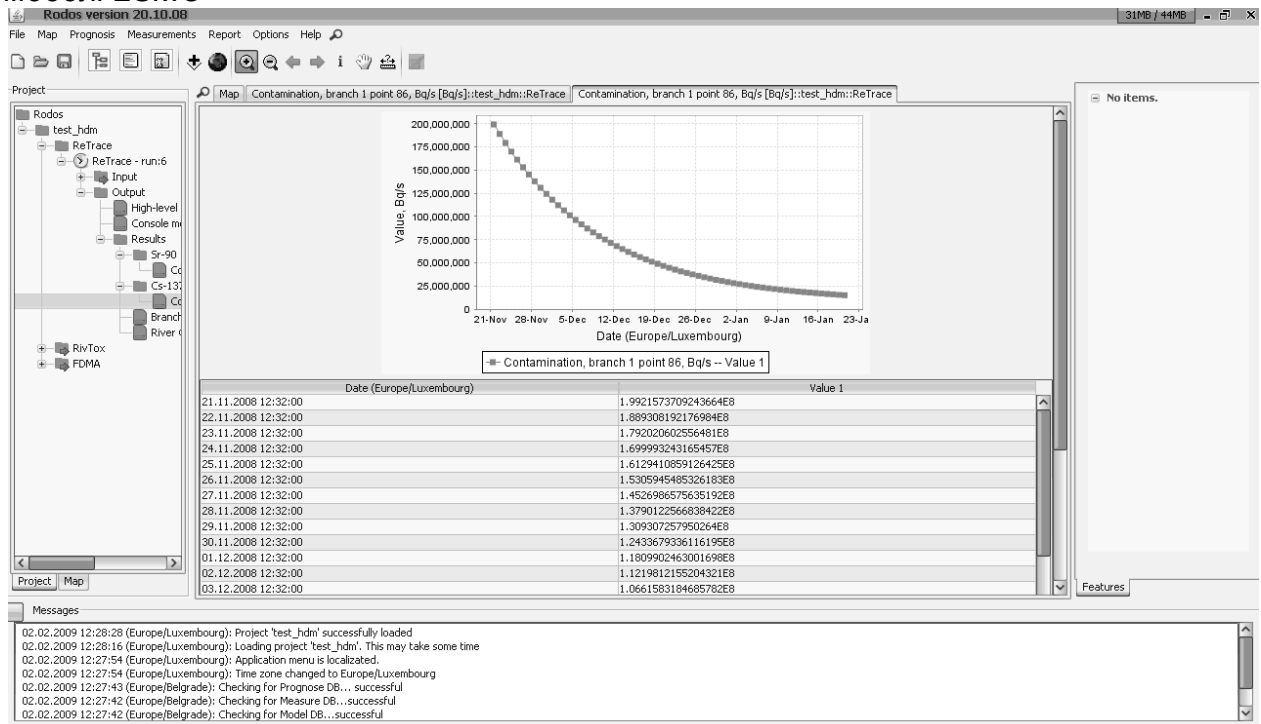 Rodos version 20.10.08
31MB / 44MB
File Map Prognosis Measurements Report Options Help
Project
Rodos
test_hdm
ReTrace
ReTrace - run:6
Input
Output
High-level
Console me
Results
Sr-90
Co
Cs-137
Co
Branch
River
RivTox
FDMA
Project Map
Map Contamination, branch 1 point 86, Bq/s [Bq/s]::test_hdm::ReTrace Contamination, branch 1 point 86, Bq/s [Bq/s]::test_hdm::ReTrace
200,000,000
175,000,000
150,000,000
125,000,000
100,000,000
75,000,000
50,000,000
25,000,000
0
Value, Bq/s
21-Nov 28-Nov 5-Dec 12-Dec 19-Dec 26-Dec 2-Jan 9-Jan 16-Jan 23-Ja
Date (Europe/Luxembourg)
Contamination, branch 1 point 86, Bq/s -- Value 1
Date (Europe/Luxembourg) Value 1
21.11.2008 12:32:00 1.9921573709243664E8
22.11.2008 12:32:00 1.889308192176984E8
23.11.2008 12:32:00 1.792020602556481E8
24.11.2008 12:32:00 1.699993243165457E8
25.11.2008 12:32:00 1.6129410859126425E8
26.11.2008 12:32:00 1.5305945485326183E8
27.11.2008 12:32:00 1.4526986575635192E8
28.11.2008 12:32:00 1.3790122566838422E8
29.11.2008 12:32:00 1.309307257950264E8
30.11.2008 12:32:00 1.2433679336116195E8
01.12.2008 12:32:00 1.1809902463001698E8
02.12.2008 12:32:00 1.1219812155204321E8
03.12.2008 12:32:00 1.0661583184685782E8
No items.
Features
Messages
02.02.2009 12:28:28 (Europe/Luxembourg): Project 'test_hdm' successfully loaded
02.02.2009 12:28:16 (Europe/Luxembourg): Loading project 'test_hdm'. This may take some time
02.02.2009 12:27:54 (Europe/Luxembourg): Application menu is localizated.
02.02.2009 12:27:54 (Europe/Luxembourg): Time zone changed to Europe/Luxembourg
02.02.2009 12:27:43 (Europe/Belgrade): Checking for Prognose DB... successful
02.02.2009 12:27:42 (Europe/Belgrade): Checking for Measure DB...successful
02.02.2009 12:27:42 (Europe/Belgrade): Checking for Model DB...successful